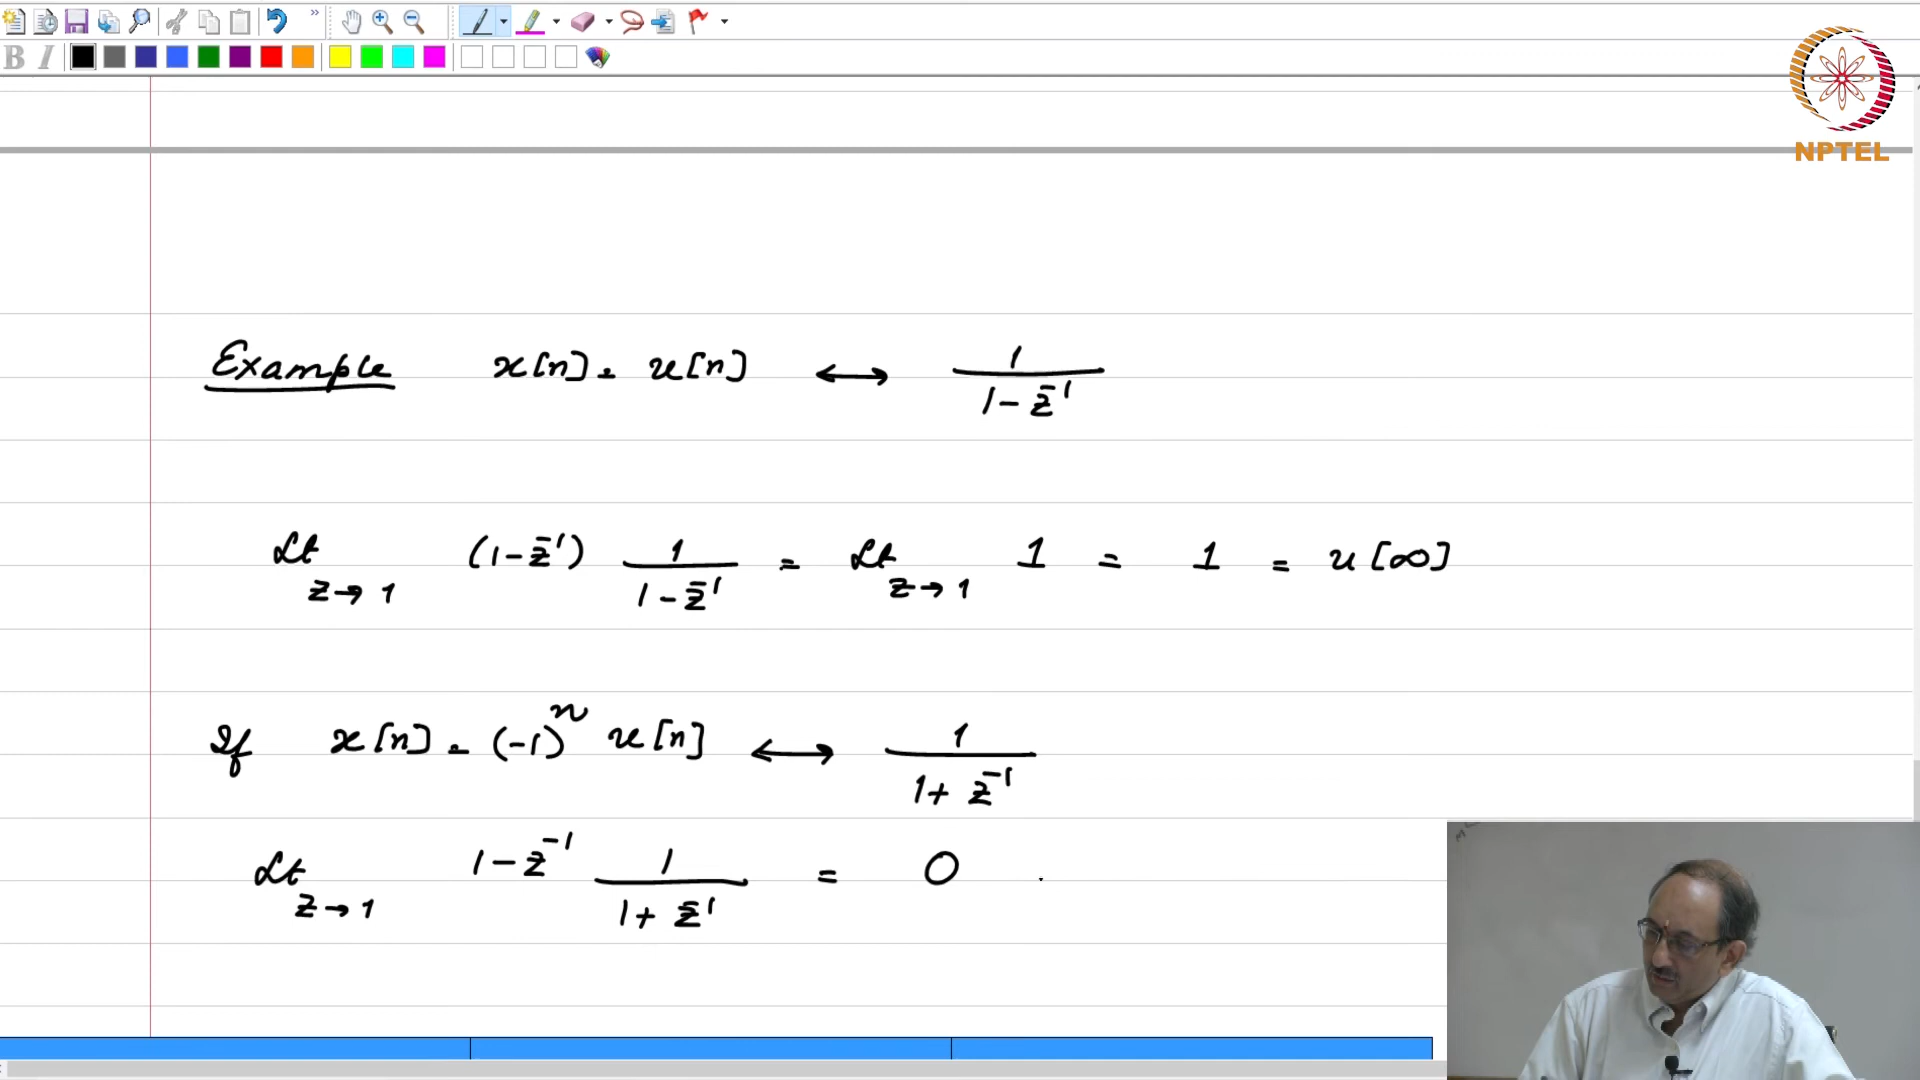 B I
NPTEL
Example x[n] = u[n] ↔ 1 / (1 - z⁻¹)
Lt z→1 (1 - z⁻¹) 1 / (1 - z⁻¹) = Lt z→1 1 = 1 = u[∞]
If x[n] = (-1)ⁿ u[n] ↔ 1 / (1 + z⁻¹)
Lt z→1 1 - z⁻¹ 1 / (1 + z⁻¹) = 0